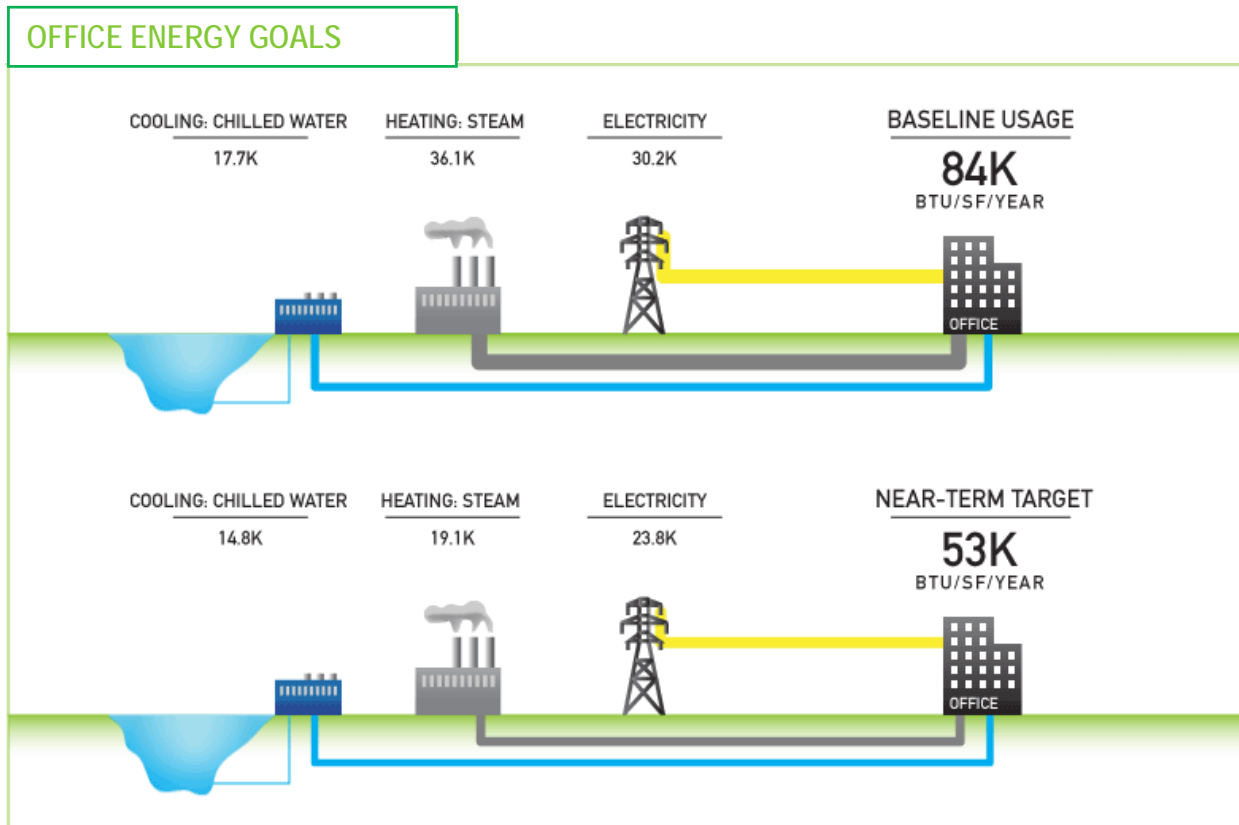 OFFICE ENERGY GOALS
COOLING: CHILLED WATER
HEATING: STEAM
ELECTRICITY
BASELINE USAGE
17.7K
36.1K
30.2K
84K
BTU/SF/YEAR
OFFICE
COOLING: CHILLED WATER
HEATING: STEAM
ELECTRICITY
NEAR-TERM TARGET
14.8K
19.1K
23.8K
53K
BTU/SF/YEAR
OFFICE